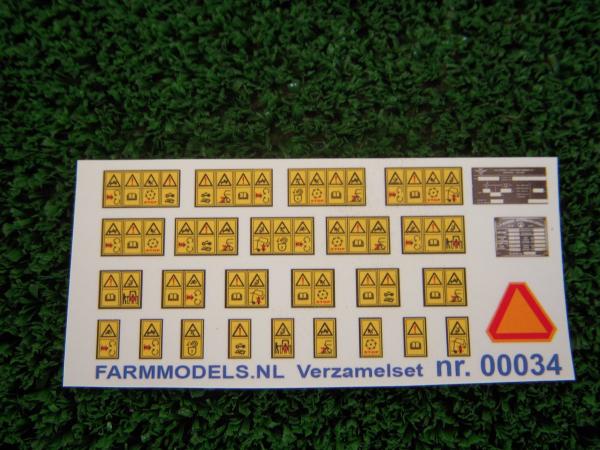 FARMMODELS.NL Verzamelset nr. 00034